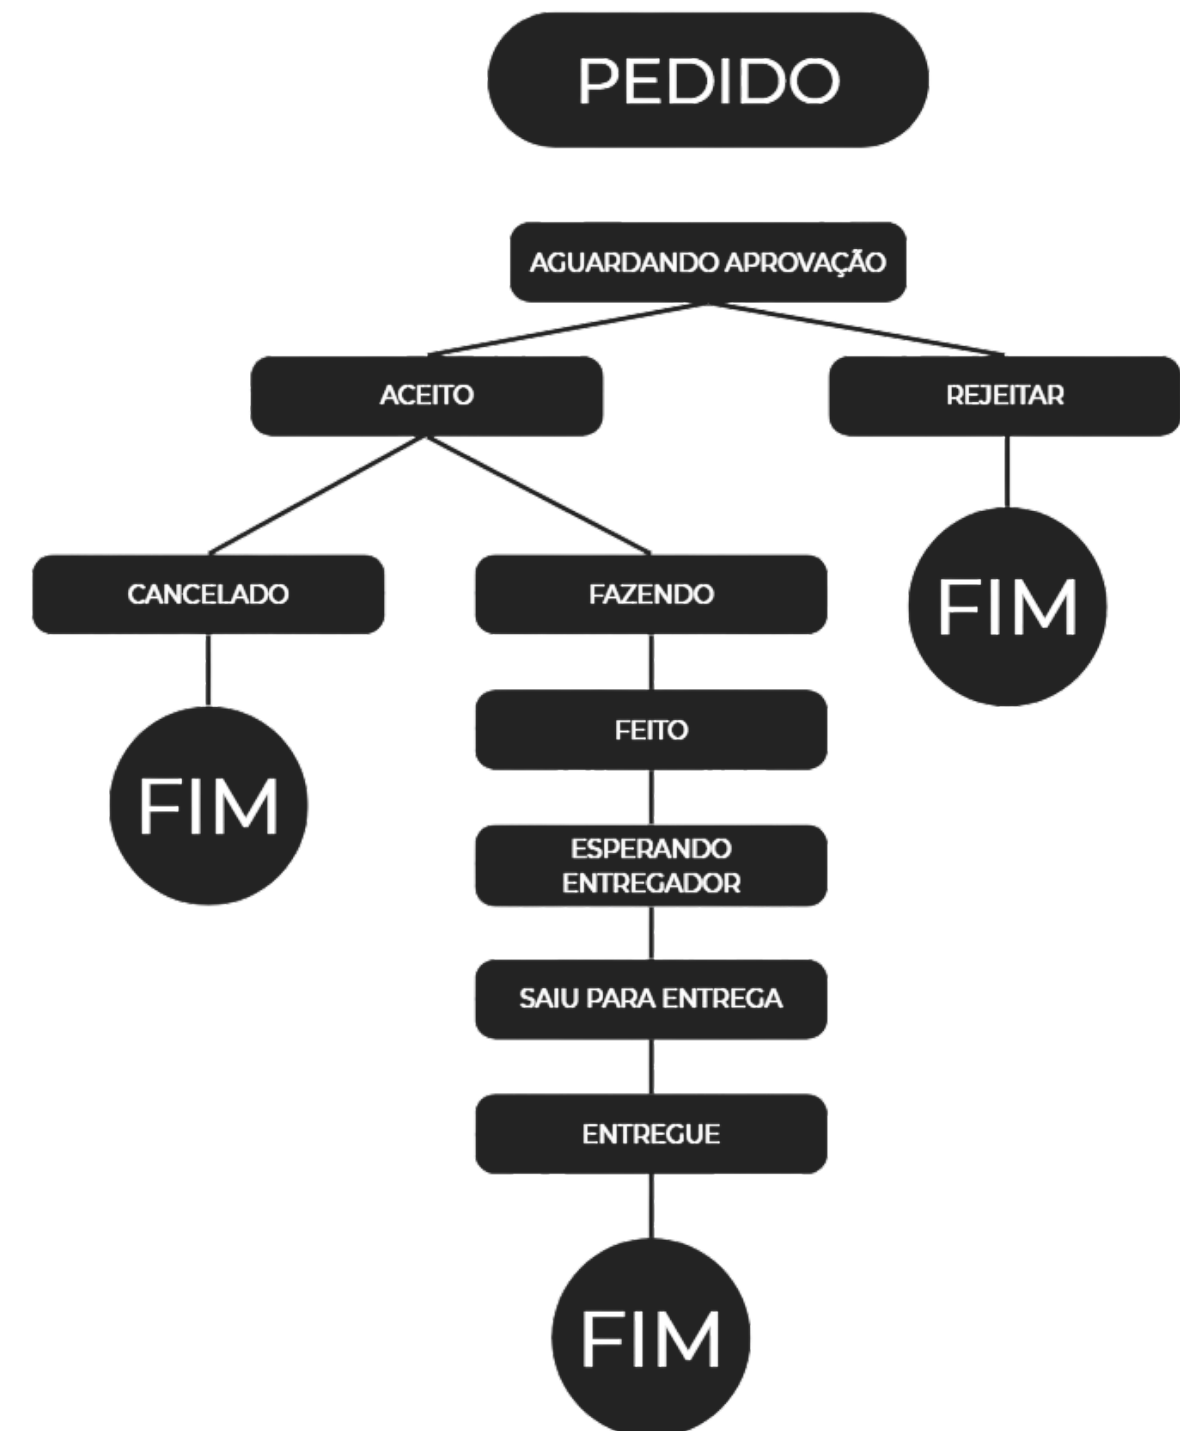 PEDIDO
AGUARDANDO APROVAÇÃO
ACEITO
REJEITAR
CANCELADO
FAZENDO
FIM
FEITO
FIM
ESPERANDO
ENTREGADOR
SAIU PARA ENTREGA
ENTREGUE
FIM